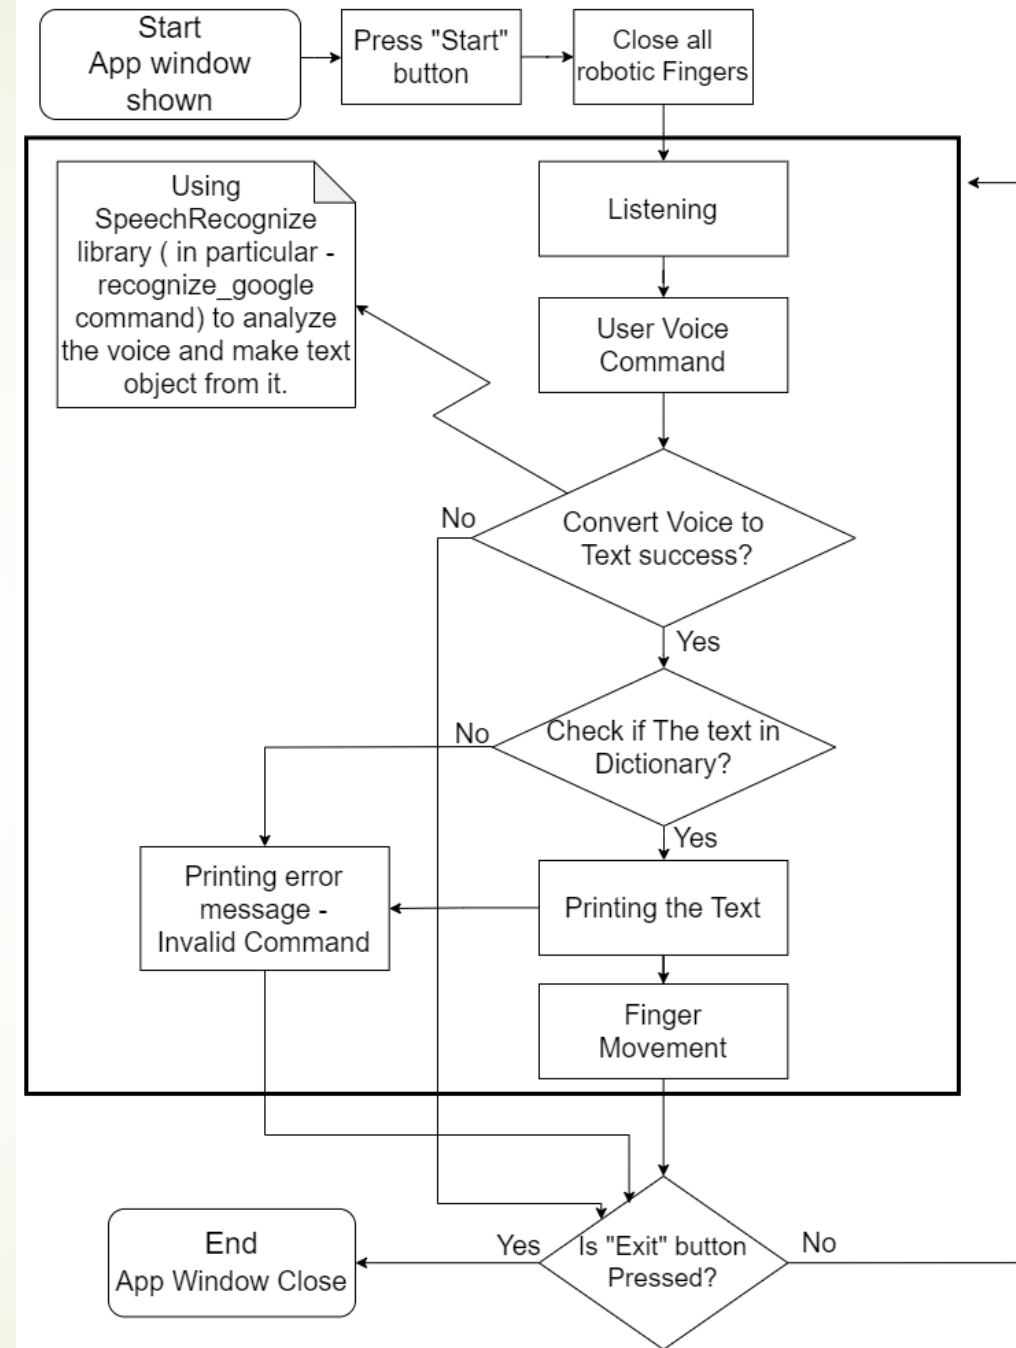 Start
App window
shown
Press "Start"
button
Close all
robotic Fingers
Using
SpeechRecognize
library ( in particular -
recognize_google
command) to analyze
the voice and make text
object from it.
Listening
User Voice
Command
No
Convert Voice to
Text success?
Yes
No
Check if The text in
Dictionary?
Yes
Printing error
message -
Invalid Command
Printing the Text
Finger
Movement
End
App Window Close
Yes
Is "Exit" button
Pressed?
No